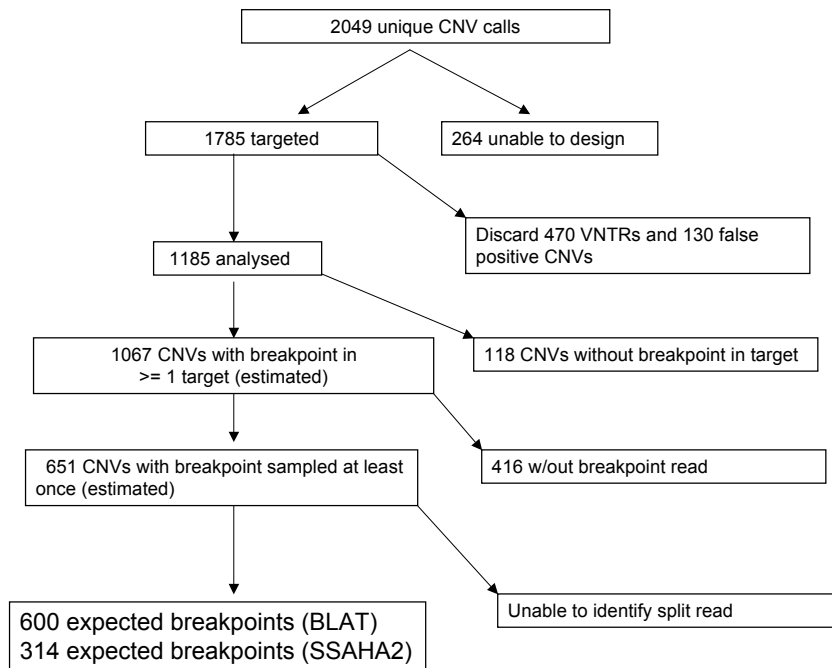 2049 unique CNV calls
1785 targeted
264 unable to design
Discard 470 VNTRs and 130 false
positive CNVs
1185 analysed
1067 CNVs with breakpoint in
>= 1 target (estimated)
118 CNVs without breakpoint in target
651 CNVs with breakpoint sampled at least
once (estimated)
416 w/out breakpoint read
600 expected breakpoints (BLAT)
314 expected breakpoints (SSAHA2)
Unable to identify split read